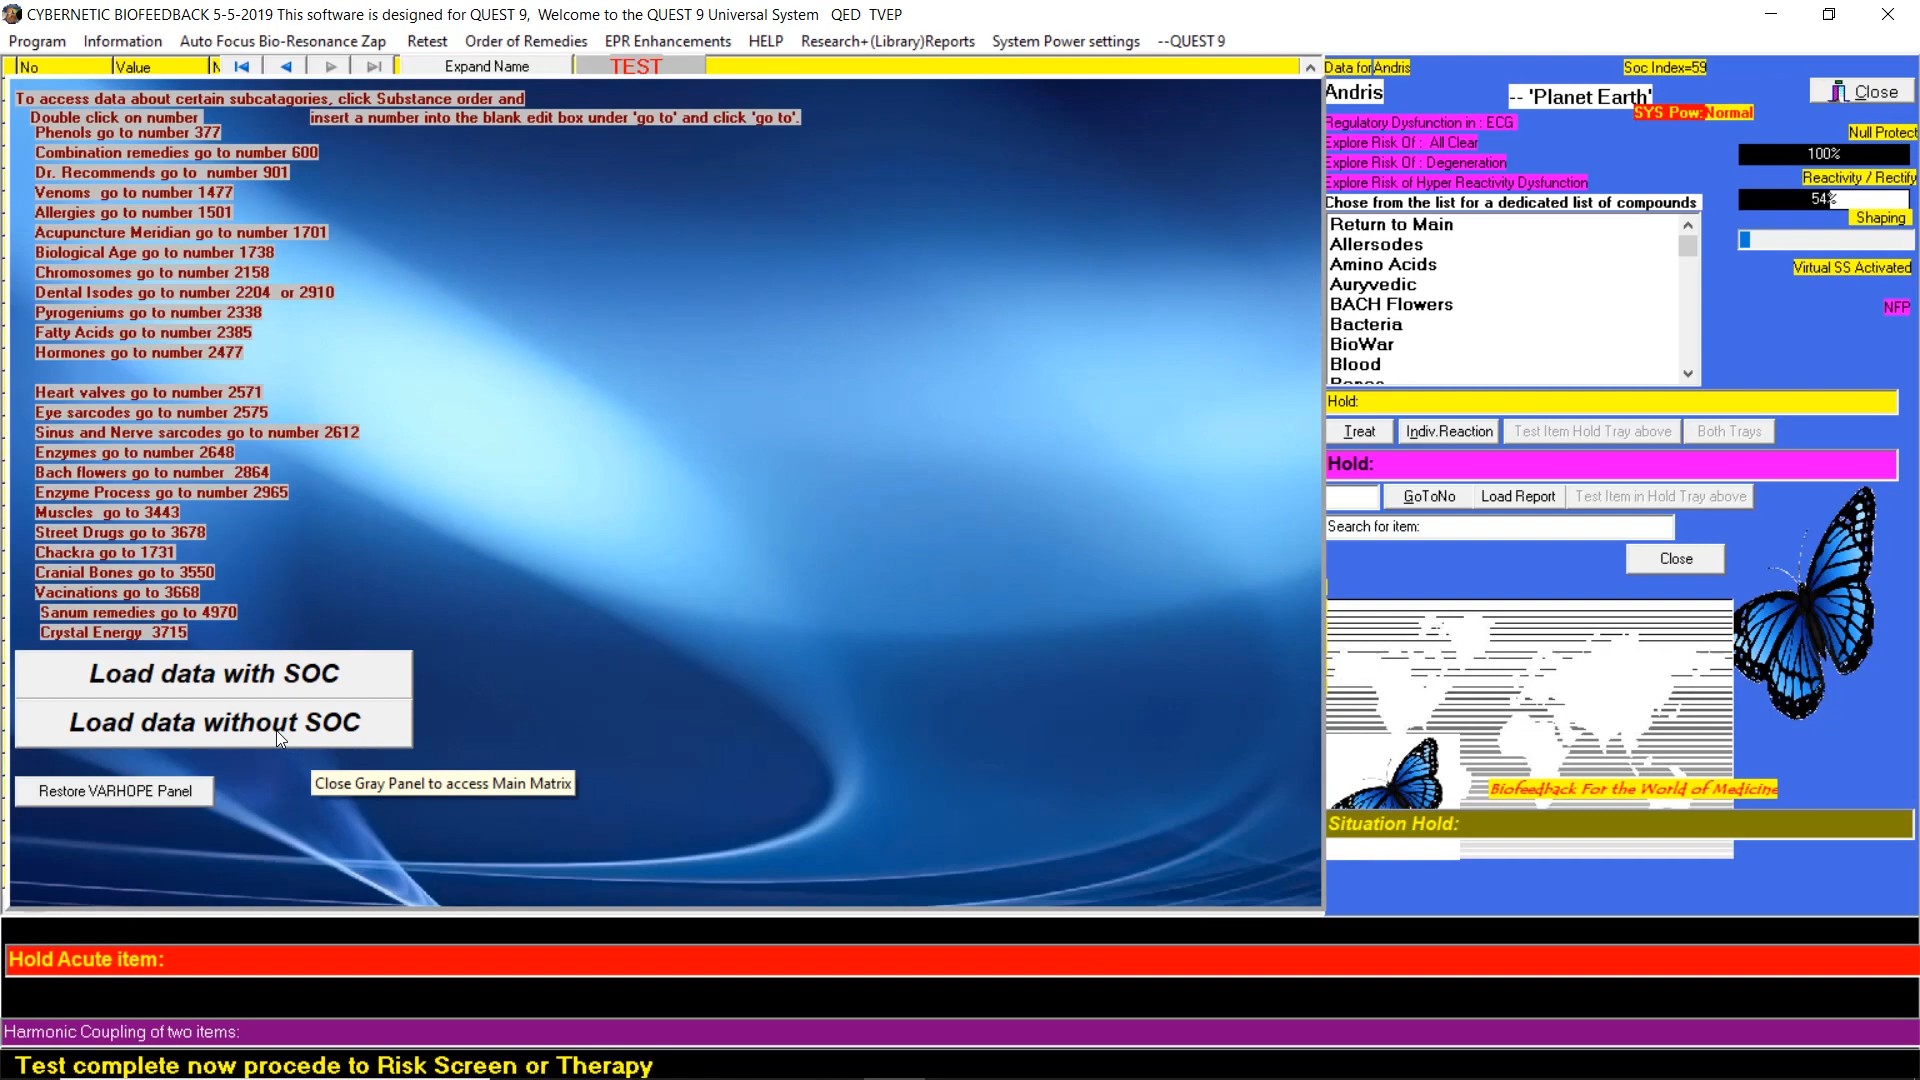 CYBERNETIC BIOFEEDBACK 5-5-2019 This software is designed for QUEST 9,  Welcome to the QUEST 9 Universal System   QED  TVEP
Program Information Auto Focus Bio-Resonance Zap Retest Order of Remedies EPR Enhancements HELP Research+(Library)Reports System Power settings --QUEST 9
No Value N Expand Name TEST
To access data about certain subcatagories, click Substance order and
Double click on number insert a number into the blank edit box under 'go to' and click 'go to'.
Phenols go to number 377
Combination remedies go to number 600
Dr. Recommends go to  number 901
Venoms  go to number 1477
Allergies go to number 1501
Acupuncture Meridian go to number 1701
Biological Age go to number 1738
Chromosomes go to number 2158
Dental Isodes go to number 2204  or 2910
Pyrogeniums go to number 2338
Fatty Acids go to number 2385
Hormones go to number 2477
Heart valves go to number 2571
Eye sarcodes go to number 2575
Sinus and Nerve sarcodes go to number 2612
Enzymes go to number 2648
Bach flowers go to number  2864
Enzyme Process go to number 2965
Muscles  go to 3443
Street Drugs go to 3678
Chackra go to 1731
Cranial Bones go to 3550
Vacinations go to 3668
Sanum remedies go to 4970
Crystal Energy  3715
Load data with SOC
Load data without SOC
Restore VARHOPE Panel
Close Gray Panel to access Main Matrix
Data for Andris Soc Index=59
Andris -- 'Planet Earth' Close
SYS Pow: Normal
Regulatory Dysfunction in : ECG
Explore Risk Of :  All Clear
Explore Risk Of : Degeneration
Explore Risk of Hyper Reactivity Dysfunction
Null Protect
100%
Reactivity / Rectify
54%
Shaping
Virtual SS Activated
NFP
Chose from the list for a dedicated list of compounds
Return to Main
Allersodes
Amino Acids
Auryvedic
BACH Flowers
Bacteria
BioWar
Blood
Bones
Hold:
Treat Indiv.Reaction Test Item Hold Tray above Both Trays
Hold:
GoToNo Load Report Test Item in Hold Tray above
Search for item:
Close
Biofeedback For the World of Medicine
Situation Hold:
Hold Acute item:
Harmonic Coupling of two items:
Test complete now procede to Risk Screen or Therapy